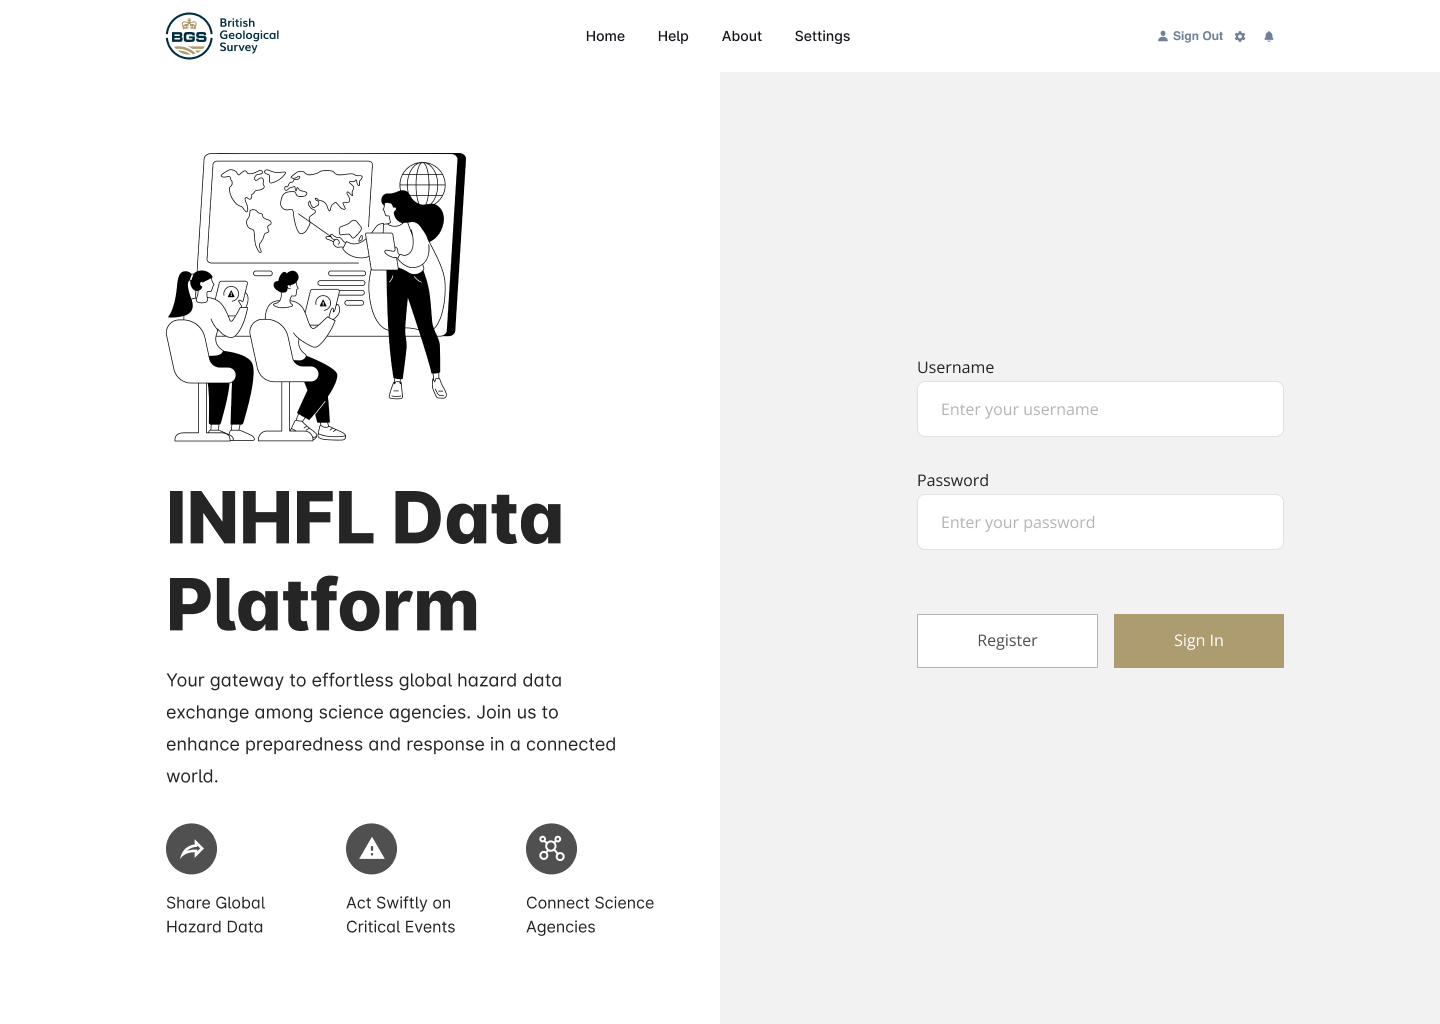 BGS
British
Geological
Survey
Home
Help
About
Settings
Sign Out
INHFL Data
Platform
Your gateway to effortless global hazard data
exchange among science agencies. Join us to
enhance preparedness and response in a connected
world.
Share Global
Hazard Data
Act Swiftly on
Critical Events
Connect Science
Agencies
Username
Enter your username
Password
Enter your password
Register
Sign In